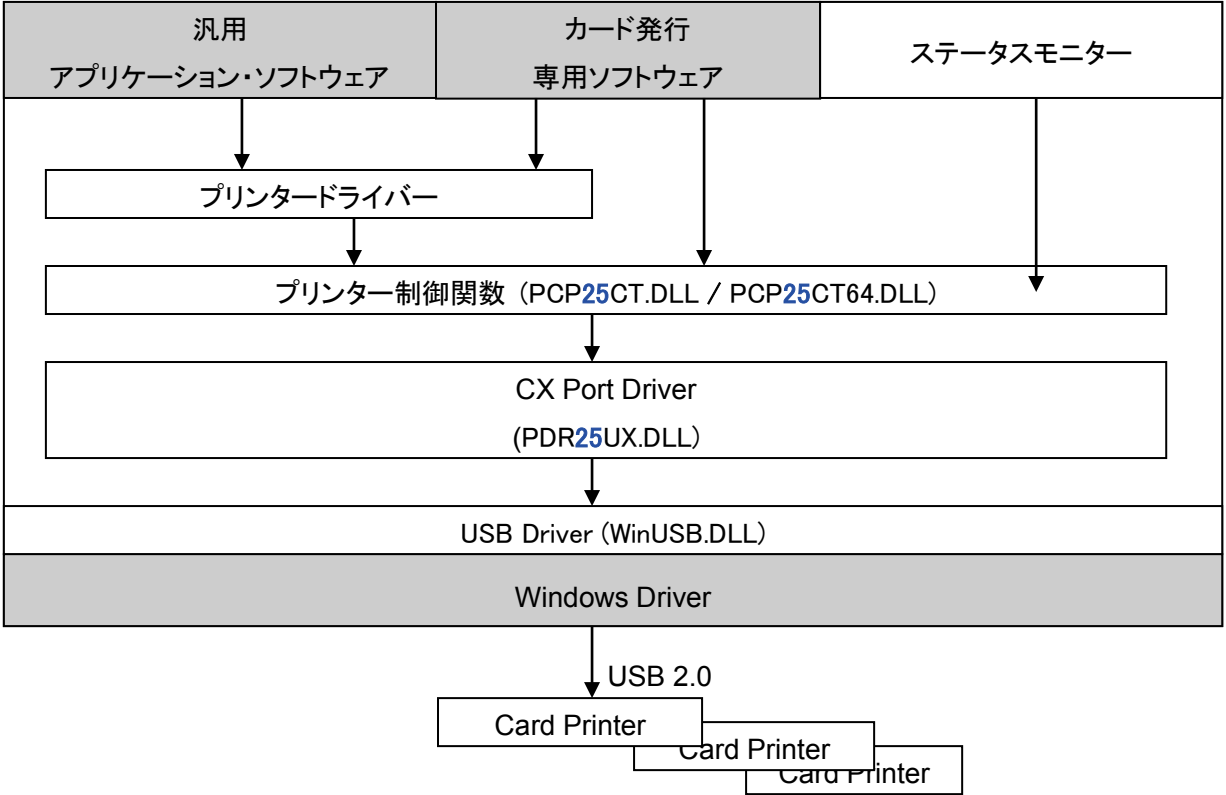 汎用
アプリケーション・ソフトウェア
カード発行
専用ソフトウェア
ステータスモニター
プリンタードライバー
プリンター制御関数 (PCP25CT.DLL / PCP25CT64.DLL)
CX Port Driver
(PDR25UX.DLL)
USB Driver (WinUSB.DLL)
Windows Driver
USB 2.0
Card Printer
Card Printer
Card Printer